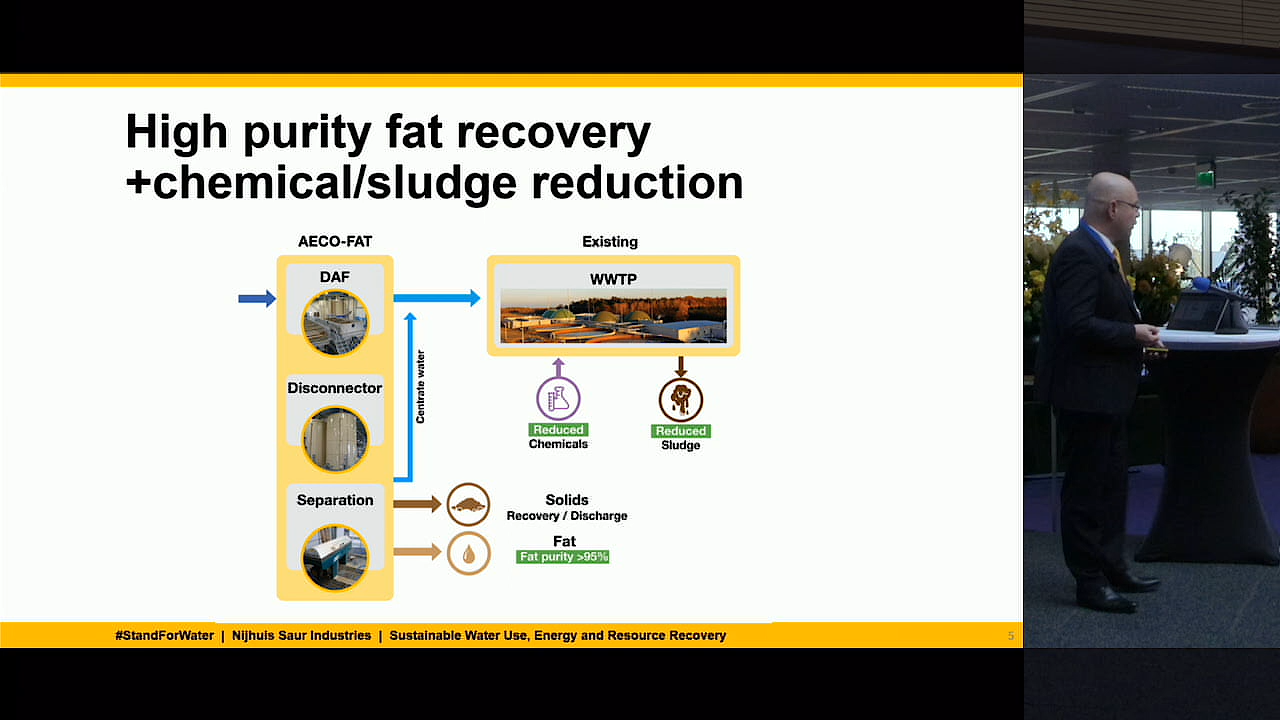 High purity fat recovery
+chemical/sludge reduction
AECO-FAT
Existing
DAF
WWTP
Disconnector
Centrate water
Reduced
Chemicals
Reduced
Sludge
Separation
Solids
Recovery / Discharge
Fat
Fat purity >95%
#StandForWater | Nijhuis Saur Industries | Sustainable Water Use, Energy and Resource Recovery
5